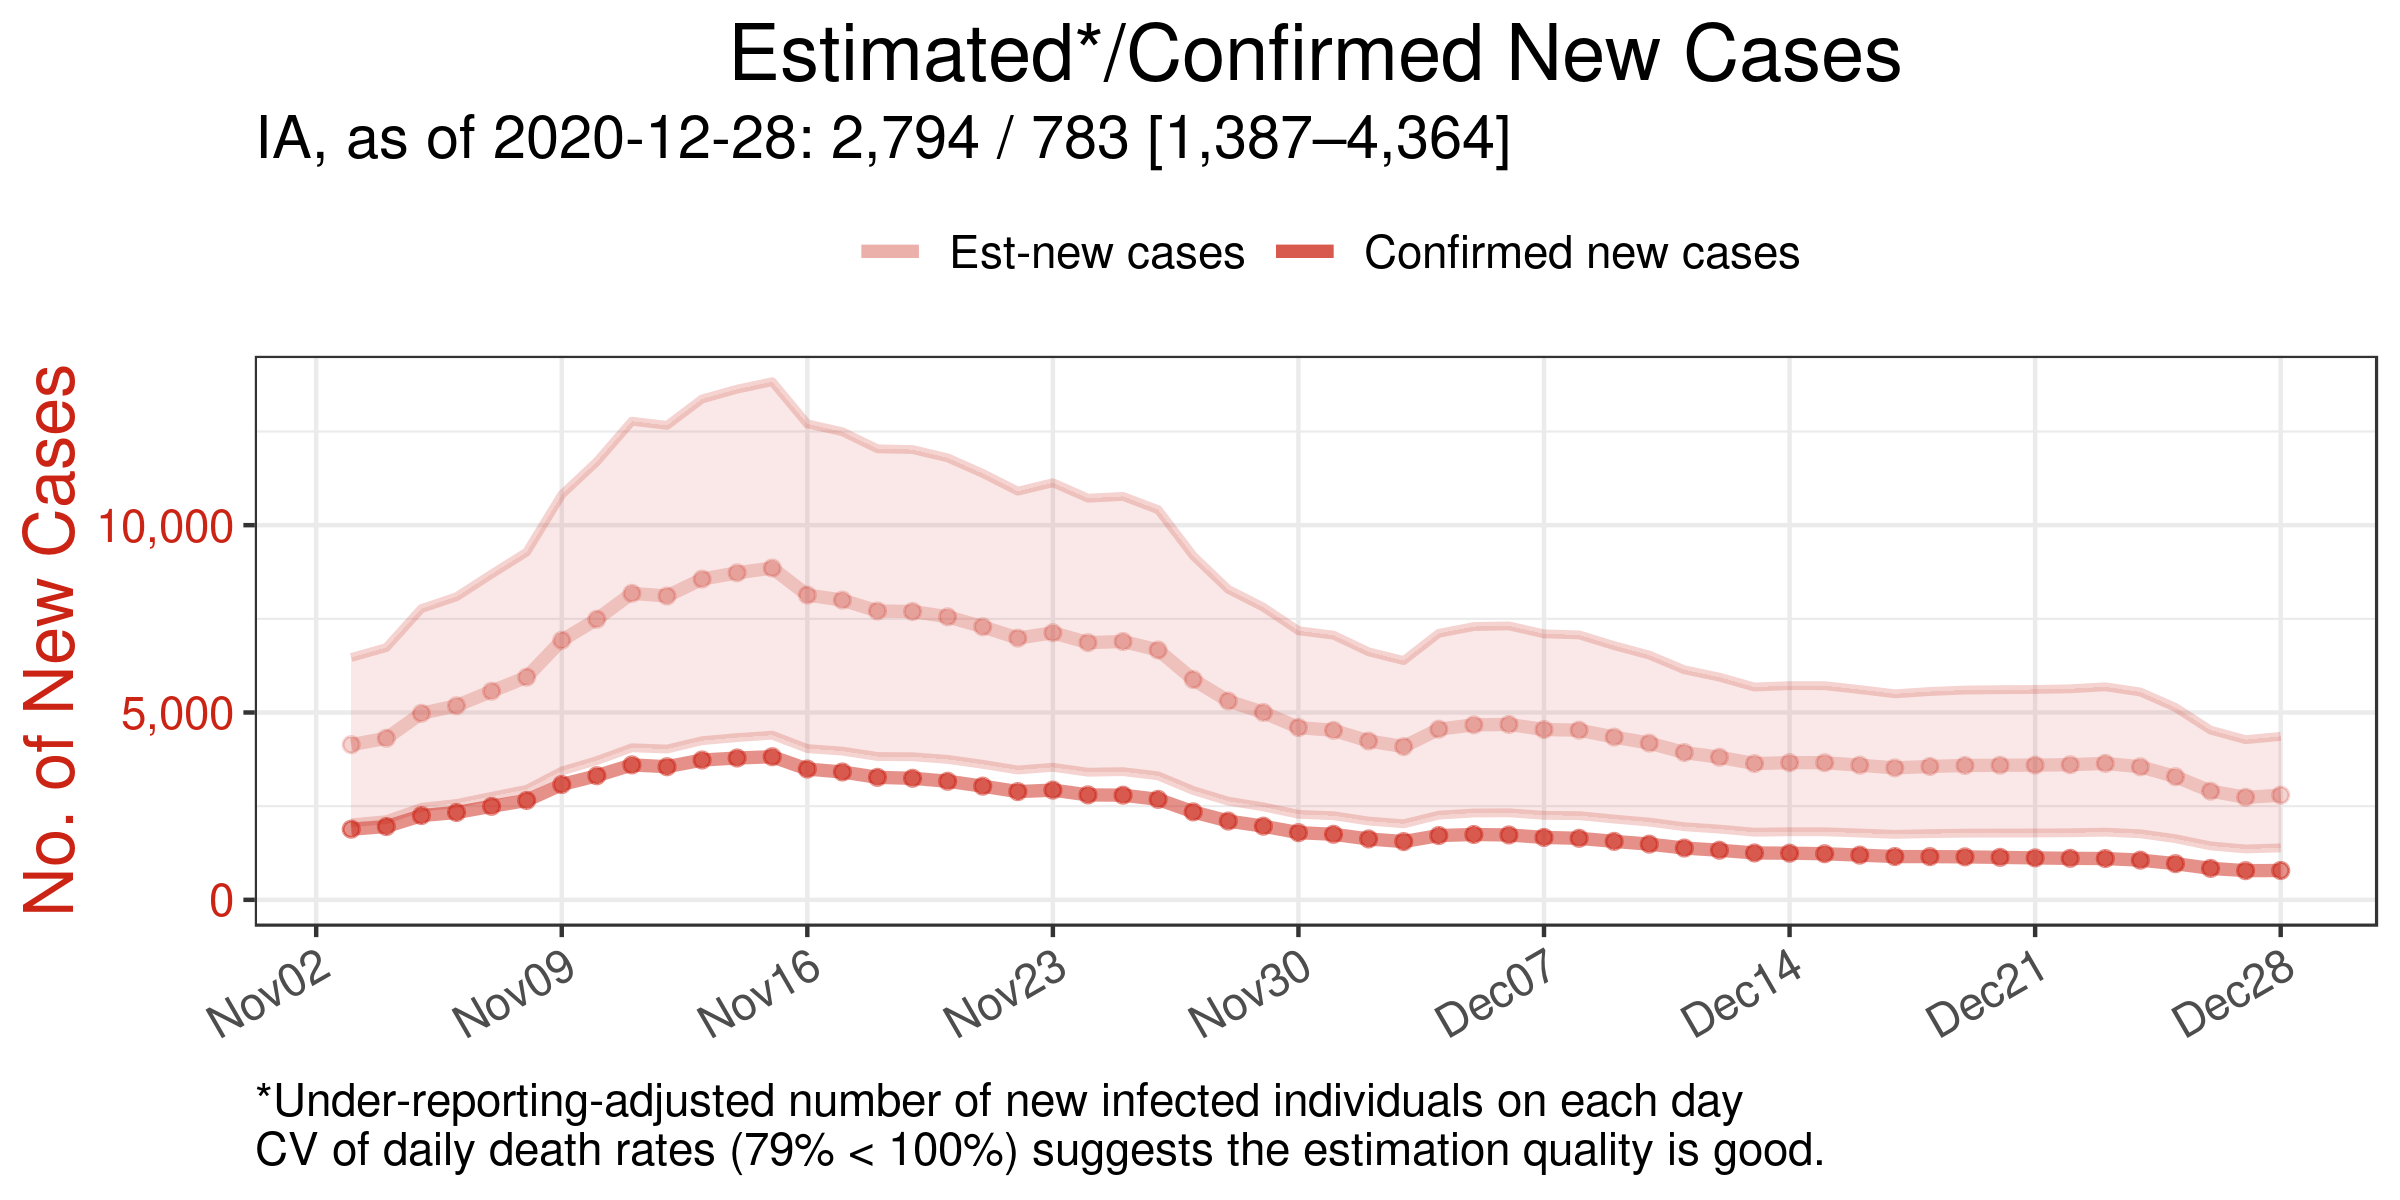 Estimated*/Confirmed New Cases
IA, as of 2020-12-28: 2,794 / 783 [1,387–4,364]
Est-new cases
Confirmed new cases
No. of New Cases
10,000
5,000
0
Nov02
Nov09
Nov16
Nov23
Nov30
Dec07
Dec14
Dec21
Dec28
*Under-reporting-adjusted number of new infected individuals on each day
CV of daily death rates (79% < 100%) suggests the estimation quality is good.